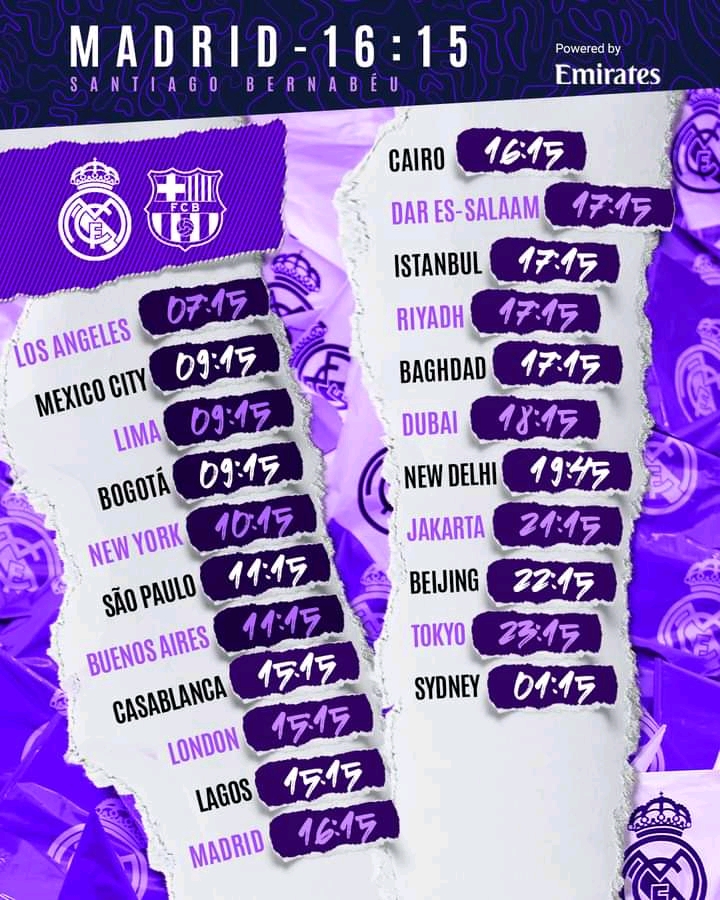 MADRID-16:15
SANTIAGO BERNABÉU
Powered by
Emirates
FCB
LOS ANGELES 07:15
MEXICO CITY 09:15
LIMA 09:15
BOGOTÁ 09:15
NEW YORK 10:15
SÃO PAULO 11:15
BUENOS AIRES 11:15
CASABLANCA 15:15
LONDON 15:15
LAGOS 15:15
MADRID 16:15
CAIRO 16:15
DAR ES-SALAAM 17:15
ISTANBUL 17:15
RIYADH 17:15
BAGHDAD 17:15
DUBAI 18:15
NEW DELHI 19:45
JAKARTA 21:15
BEIJING 22:15
TOKYO 23:15
SYDNEY 01:15